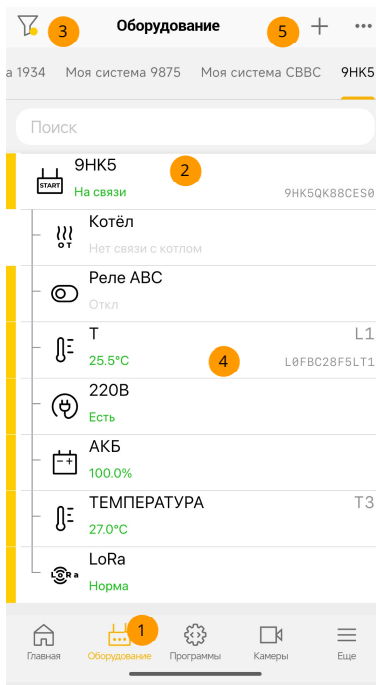 3 Оборудование 5
а 1934 Моя система 9875 Моя система СВВС 9НК5
Поиск
START 9НК5 2
На связи 9HK5QK88CES0
Котёл
ОТ Нет связи с котлом
Реле АВС
Откл
Т L1
25.5°C 4 L0FBC28F5LT1
220В
Есть
АКБ
100.0%
ТЕМПЕРАТУРА Т3
27.0°C
LoRa
LoRa Норма
1
Главная Оборудование Программы Камеры Еще